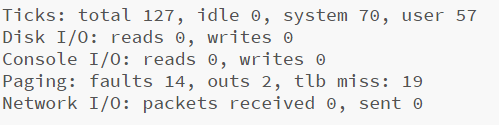 Ticks: total 127, idle 0, system 70, user 57
Disk I/O: reads 0, writes 0
Console I/O: reads 0, writes 0
Paging: faults 14, outs 2, tlb miss: 19
Network I/O: packets received 0, sent 0